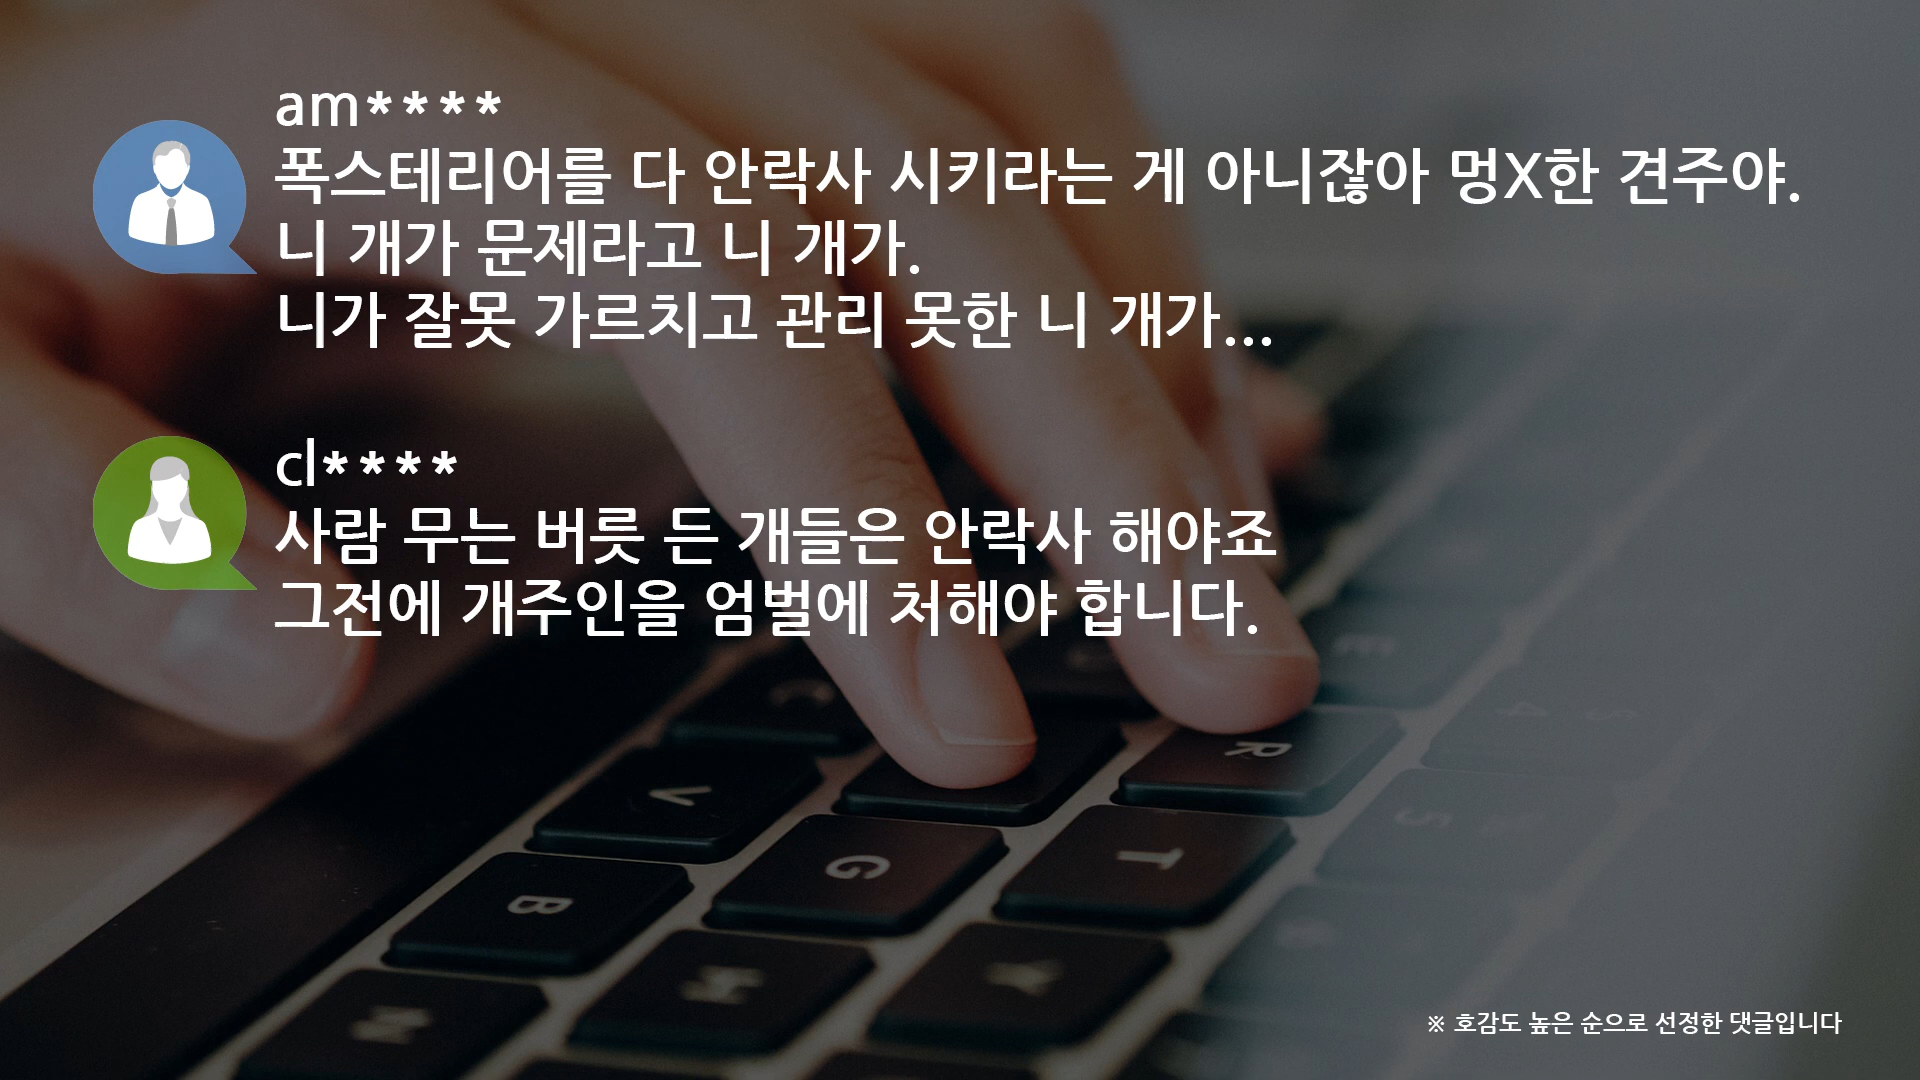 am****
폭스테리어를 다 안락사 시키라는 게 아니잖아 멍X한 견주야.
니 개가 문제라고 니 개가.
니가 잘못 가르치고 관리 못한 니 개가...
cl****
사람 무는 버릇 든 개들은 안락사 해야죠
그전에 개주인을 엄벌에 처해야 합니다.
C
R
V
G
T
B
H
Y
M
※ 호감도 높은 순으로 선정한 댓글입니다